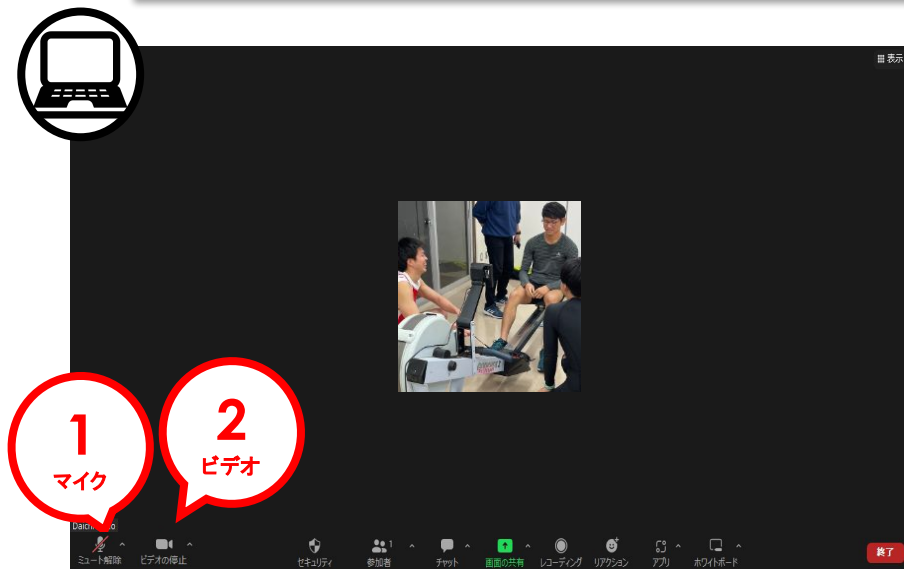 表示
1
マイク
2
ビデオ
ミュート解除
ビデオの停止
セキュリティ
参加者
1
チャット
画面の共有
レコーディング
リアクション
アプリ
ホワイトボード
終了